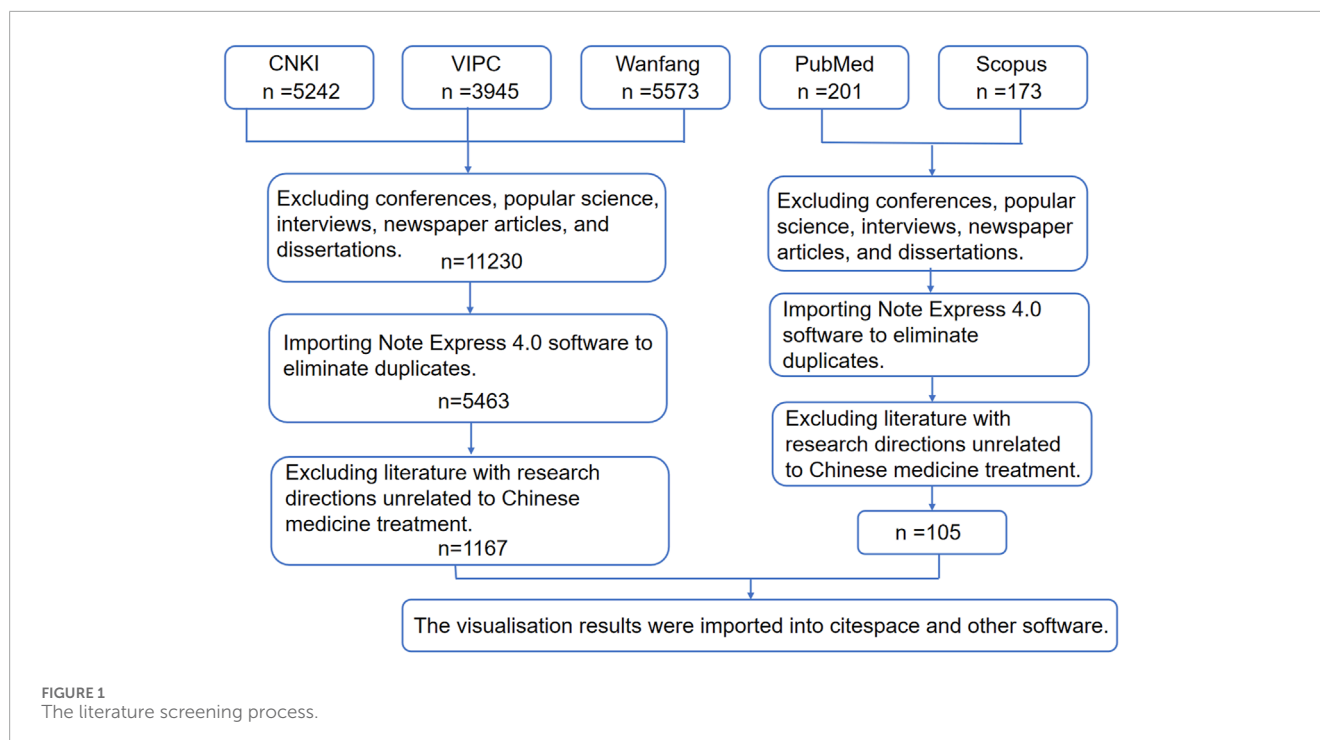 CNKI
n =5242
VIPC
n =3945
Wanfang
n =5573
PubMed
n =201
Scopus
n =173
Excluding conferences, popular science,
interviews, newspaper articles, and
dissertations.
n=11230
Importing Note Express 4.0 software to
eliminate duplicates.
n=5463
Excluding literature with research
directions unrelated to Chinese
medicine treatment.
n=1167
Excluding conferences, popular
science, interviews, newspaper
articles, and dissertations.
Importing Note Express 4.0
software to eliminate
duplicates.
Excluding literature with
research directions unrelated
to Chinese medicine treatment.
n =105
The visualisation results were imported into citespace and other software.
FIGURE 1
The literature screening process.